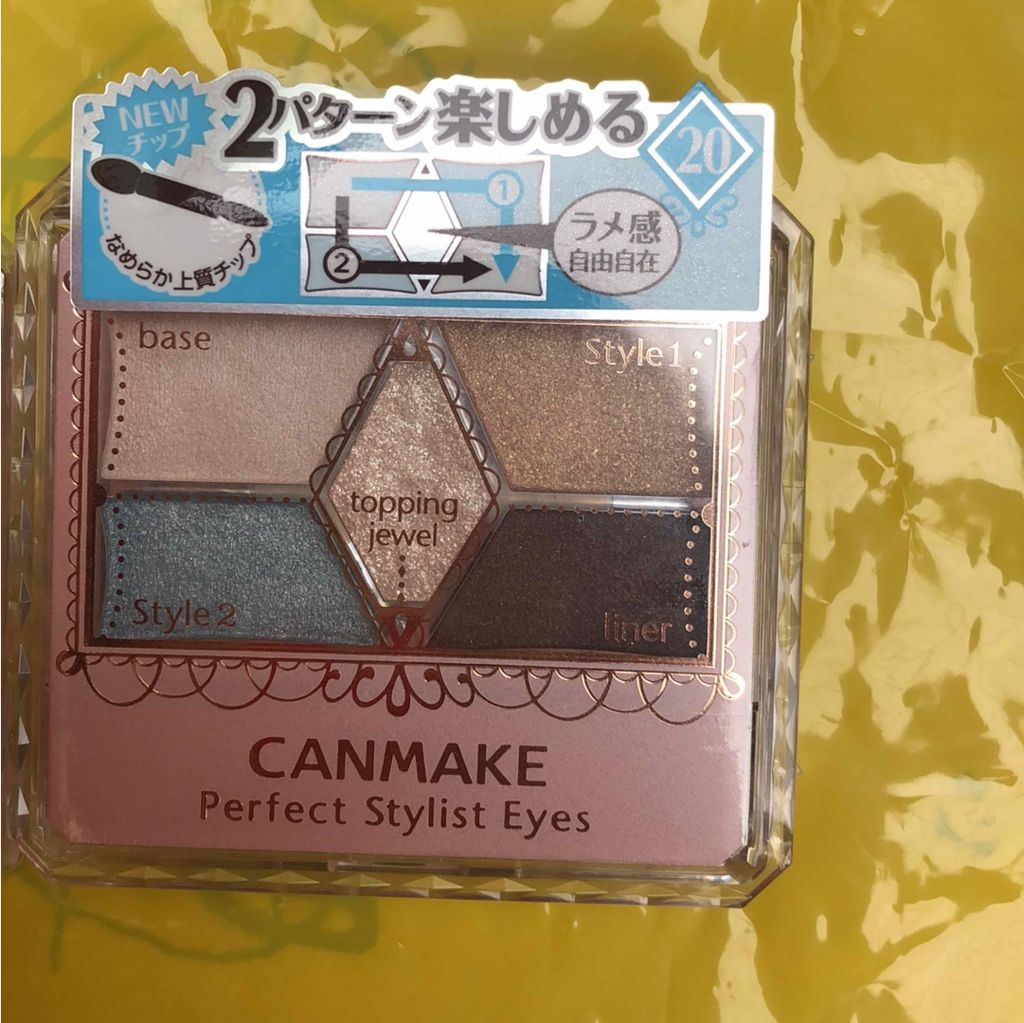 NEW
チップ
2パターン楽しめる
20
①
②
ラメ感
自由自在
なめらか上質チップ
base
Style1
topping
jewel
Style2
liner
CANMAKE
Perfect Stylist Eyes